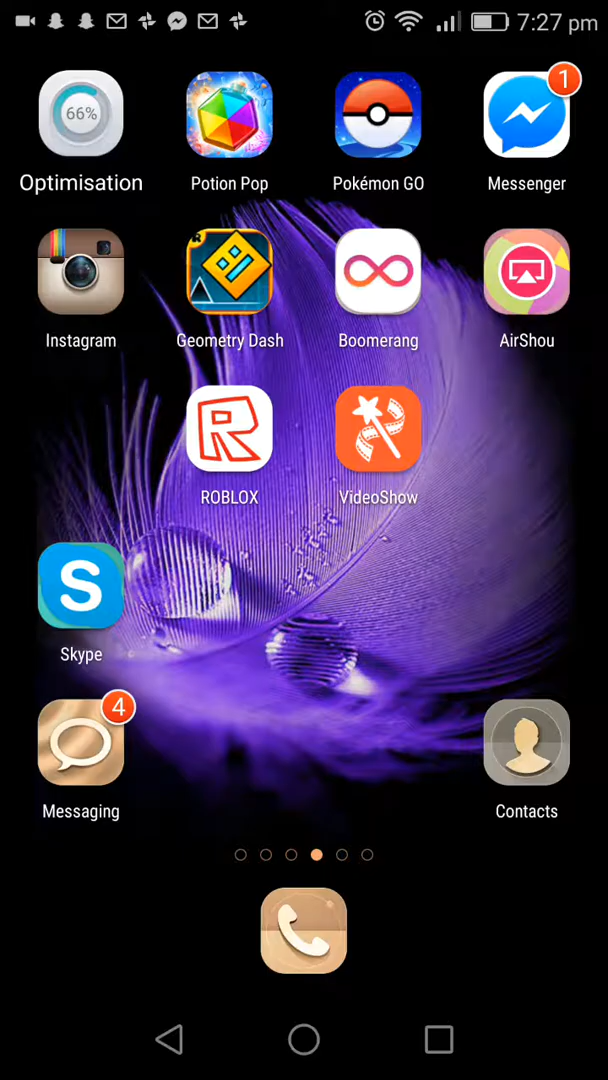 7:27 pm
66%
1
Optimisation
Potion Pop
Pokémon GO
Messenger
Instagram
Geometry Dash
Boomerang
AirShou
ROBLOX
VideoShow
Skype
4
Messaging
Contacts